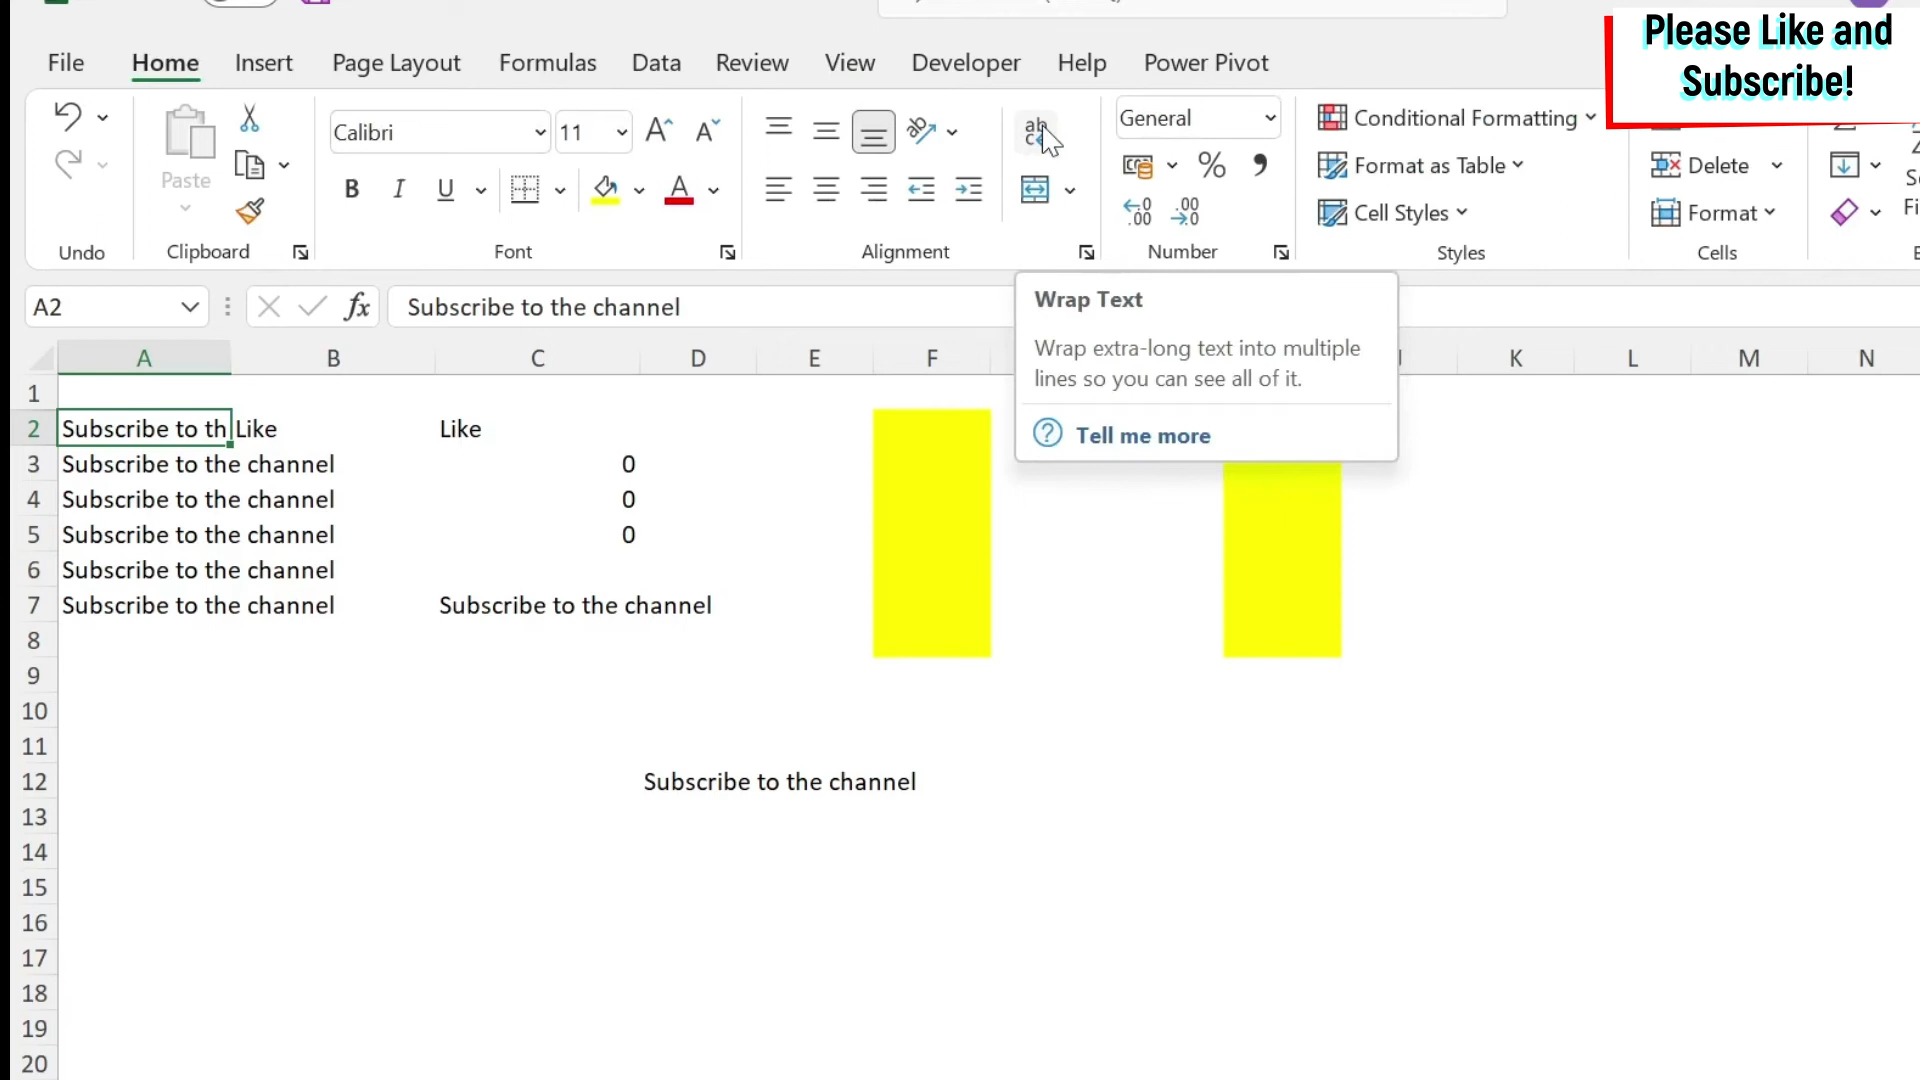 Please Like and
Subscribe!
File Home Insert Page Layout Formulas Data Review View Developer Help Power Pivot
Paste
Calibri 11
ab
General
Conditional Formatting
% Format as Table Delete
B I U A
.00 .00
Cell Styles Format
Undo Clipboard Font Alignment Number Styles Cells
A2 fx Subscribe to the channel
Wrap Text
Wrap extra-long text into multiple
lines so you can see all of it.
Tell me more
A B C D E F K L M N
1
2 Subscribe to th Like Like
3 Subscribe to the channel 0
4 Subscribe to the channel 0
5 Subscribe to the channel 0
6 Subscribe to the channel
7 Subscribe to the channel Subscribe to the channel
8
9
10
11
12 Subscribe to the channel
13
14
15
16
17
18
19
20